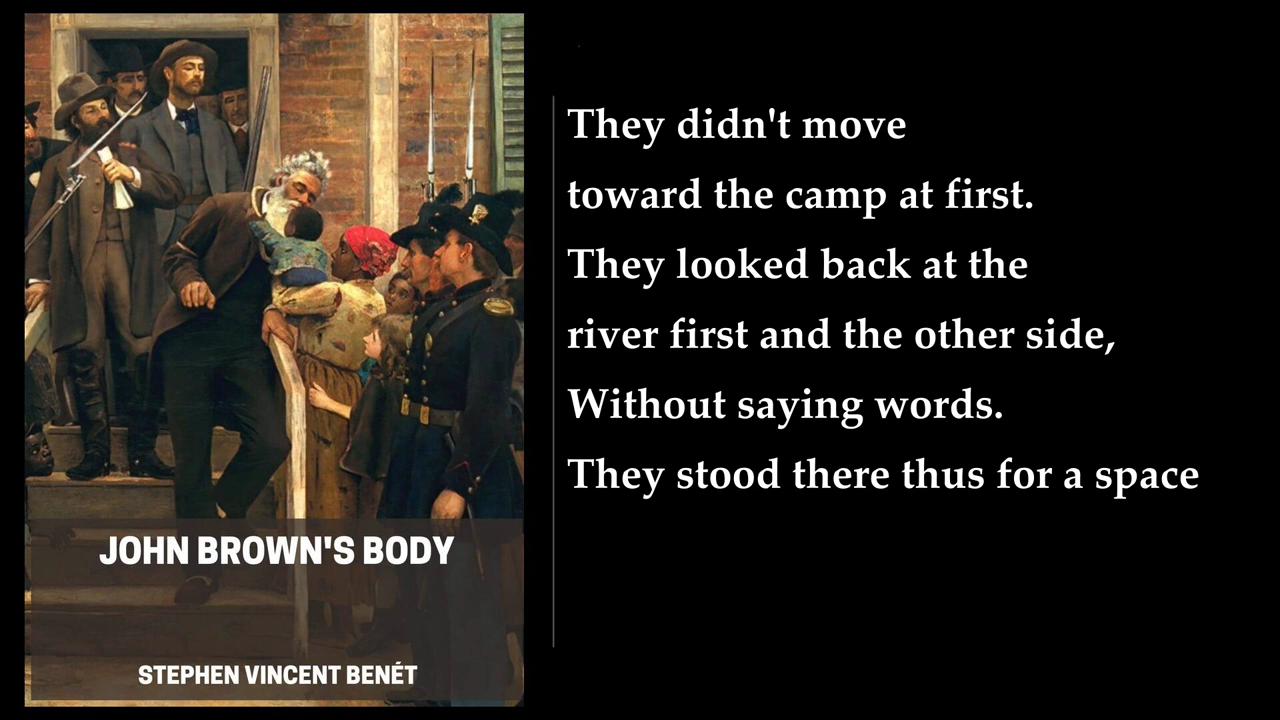 JOHN BROWN'S BODY
STEPHEN VINCENT BENÉT
They didn't move
toward the camp at first.
They looked back at the
river first and the other side,
Without saying words.
They stood there thus for a space